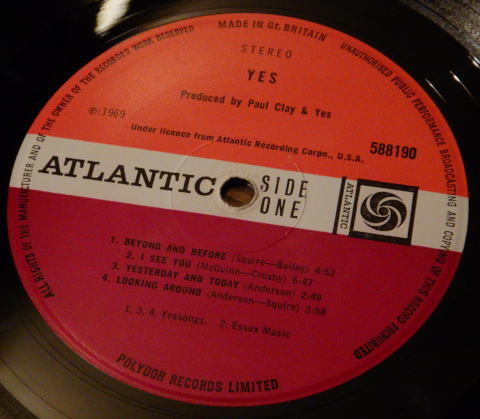 MADE IN Gt. BRITAIN
UNAUTHORISED PUBLIC PERFORMANCE BROADCASTING AND COPYING OF THIS RECORD PROHIBITED
ALL RIGHTS OF THE MANUFACTURER AND OF THE OWNER OF THE RECORDED WORK RESERVED
STEREO
YES
Produced by Paul Clay & Yes
℗:1969
Under licence from Atlantic Recording Corpn., U.S.A.
588190
ATLANTIC
SIDE
ONE
ATLANTIC
1. BEYOND AND BEFORE (Squire—Bailey) 4:52
2. I SEE YOU (McGuinn—Crosby) 6:47
3. YESTERDAY AND TODAY (Anderson) 2:49
4. LOOKING AROUND (Anderson—Squire) 3:58
1, 3, 4. Yessongs. 2. Essex Music
POLYDOR RECORDS LIMITED